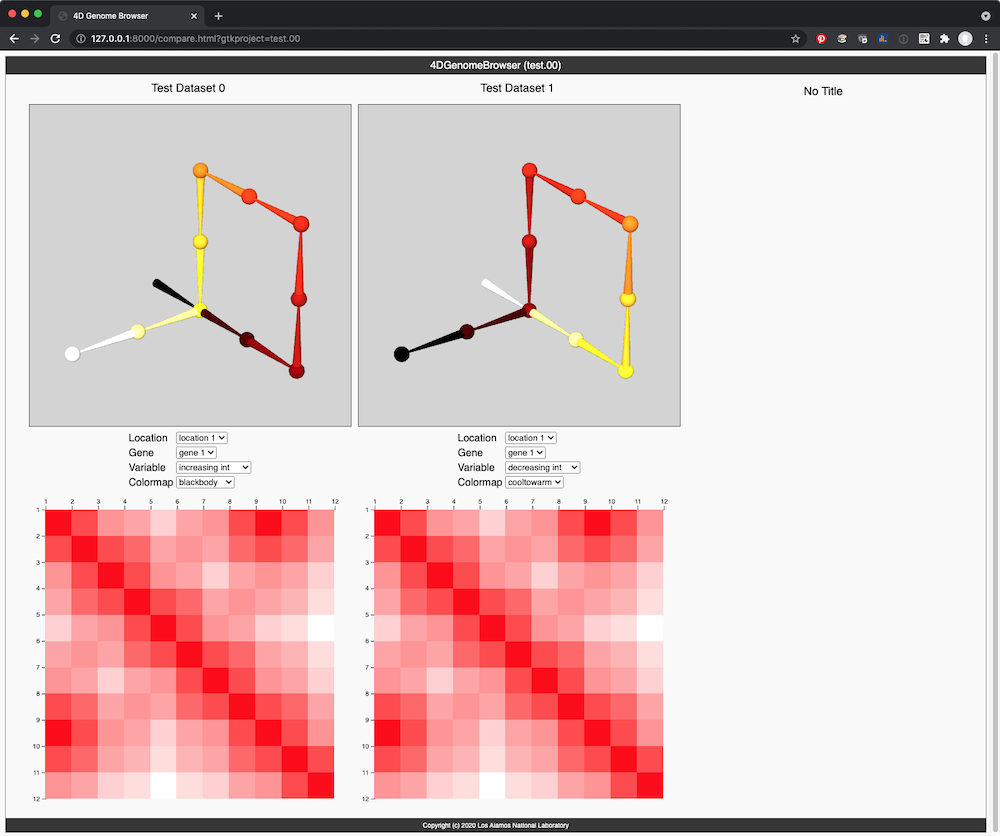 4D Genome Browser
127.0.0.1:8000/compare.html?gtkproject=test.00
4DGenomeBrowser (test.00)
Test Dataset 0
Test Dataset 1
No Title
Location location 1
Gene gene 1
Variable increasing int
Colormap blackbody
Location location 1
Gene gene 1
Variable decreasing int
Colormap cooltowarm
1 2 3 4 5 6 7 8 9 10 11 12
1
2
3
4
5
6
7
8
9
10
11
12
1 2 3 4 5 6 7 8 9 10 11 12
1
2
3
4
5
6
7
8
9
10
11
12
Copyright (c) 2020 Los Alamos National Laboratory